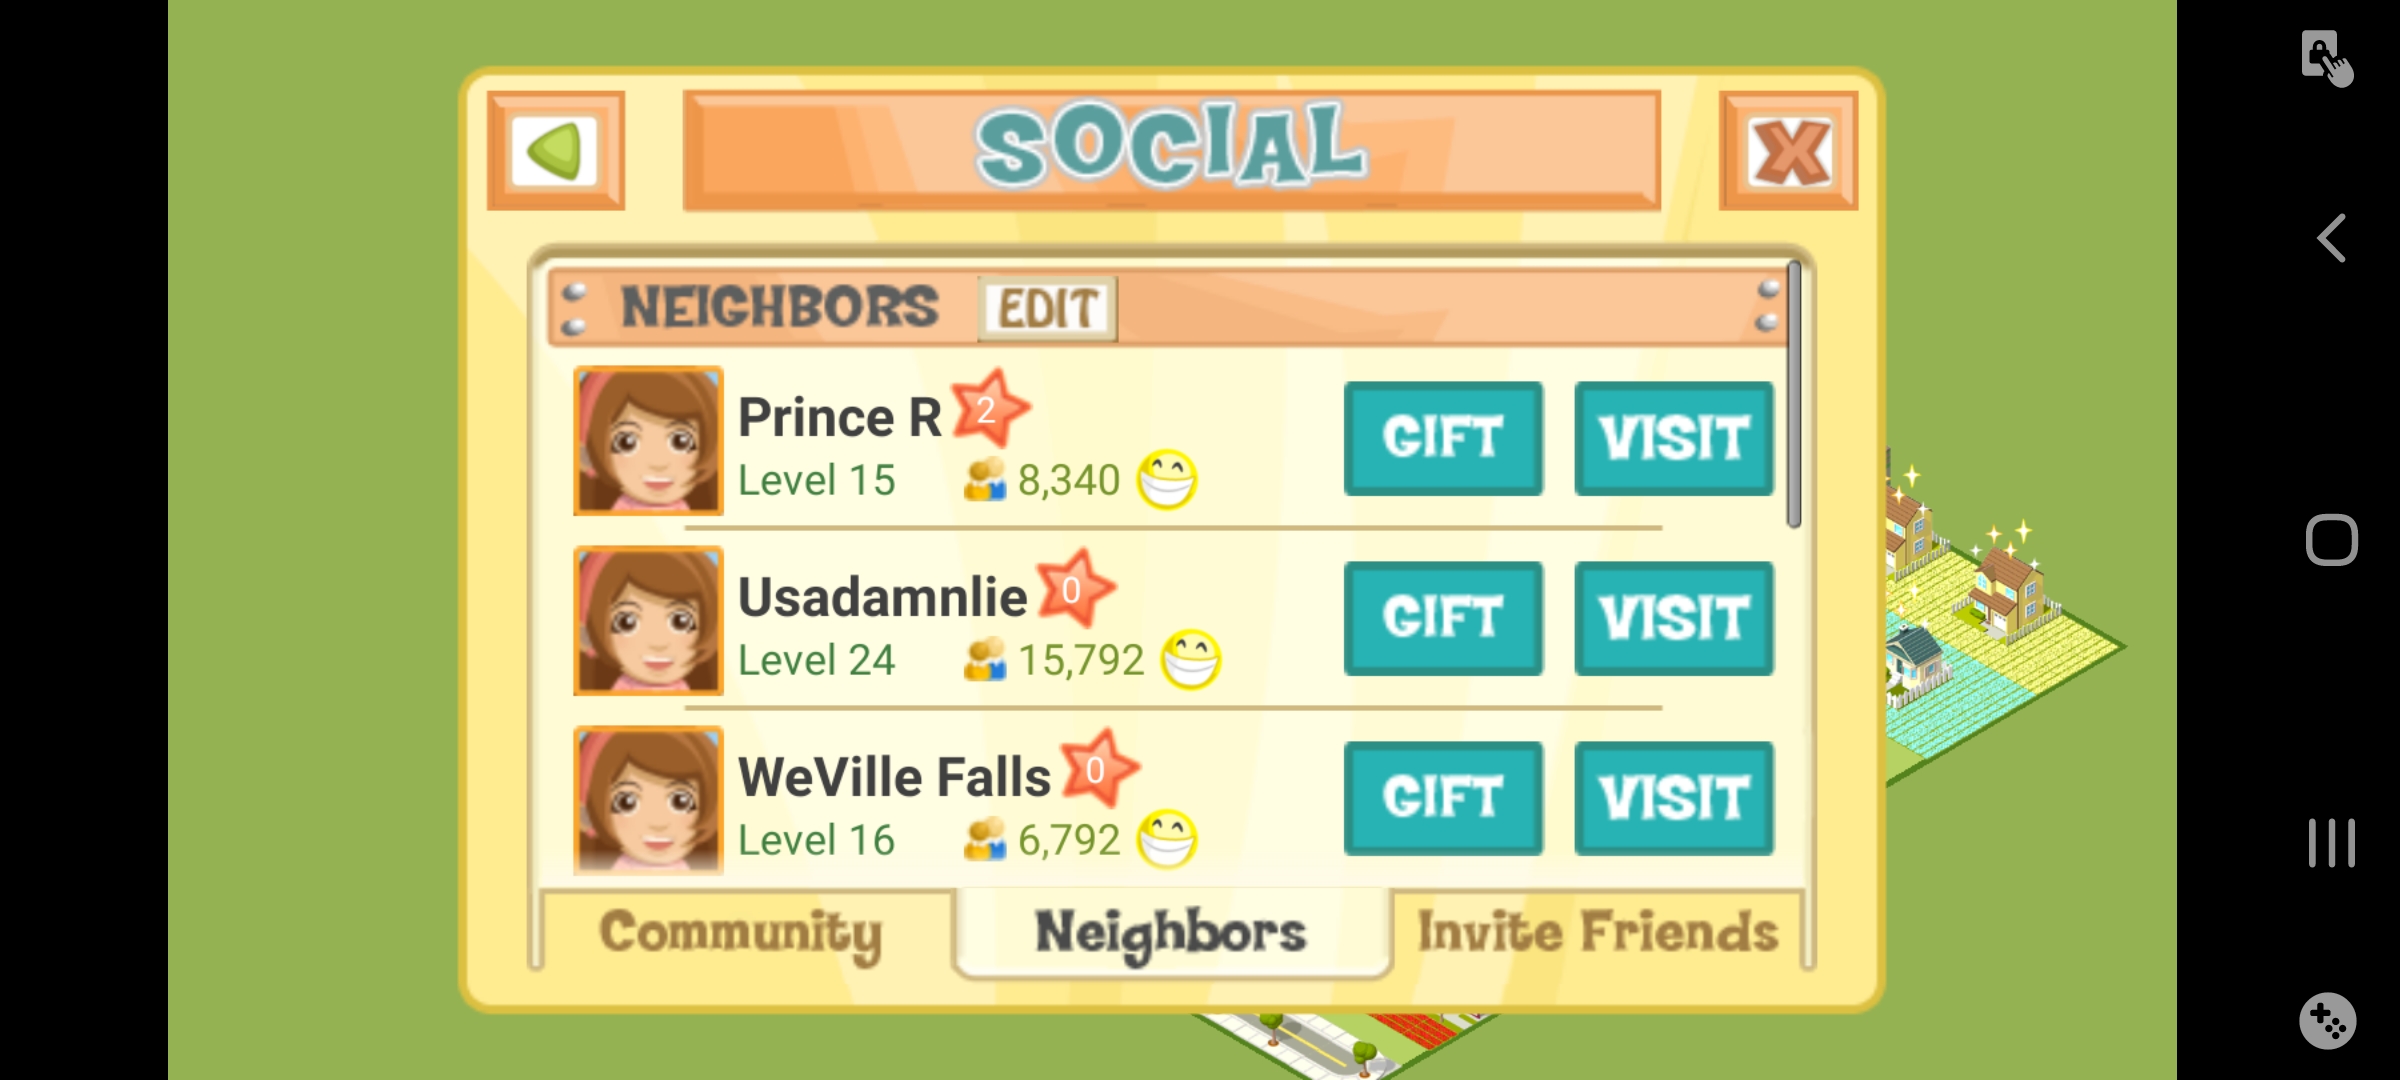 SOCIAL
NEIGHBORS EDIT
Prince R 2
Level 15 8,340
GIFT VISIT
Usadamnlie 0
Level 24 15,792
GIFT VISIT
WeVille Falls 0
Level 16 6,792
GIFT VISIT
Community Neighbors Invite Friends